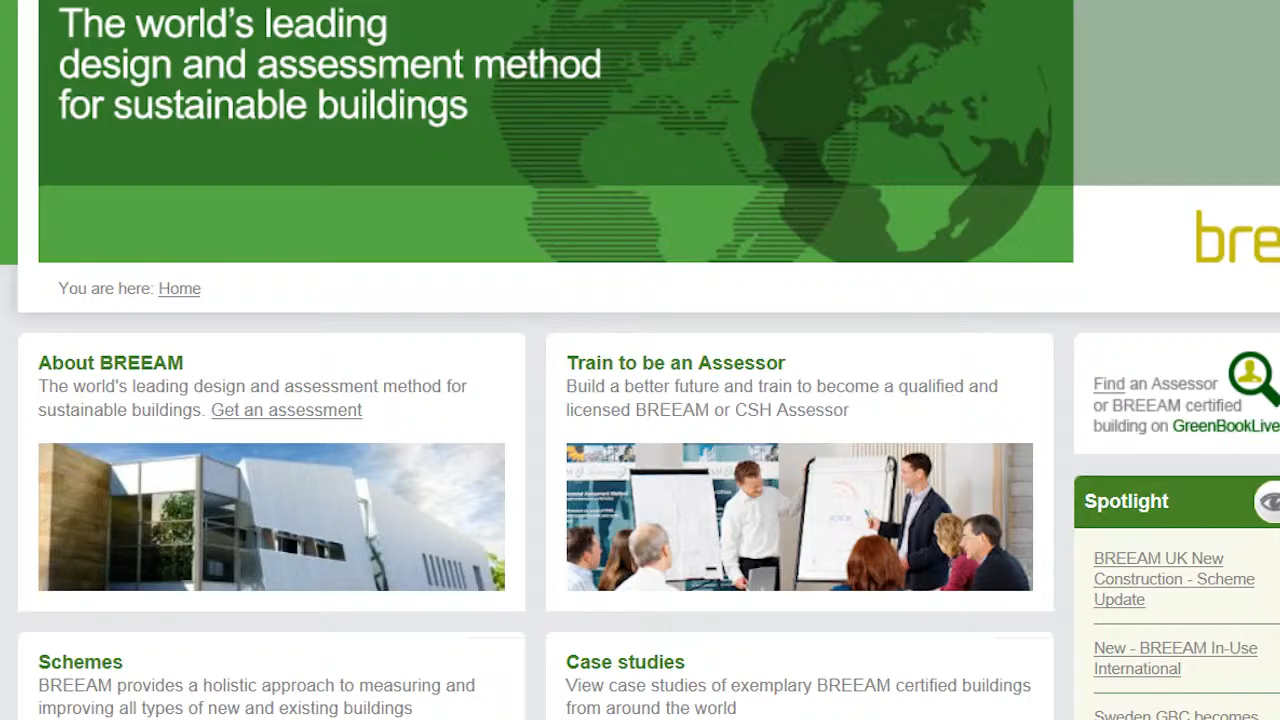 The world's leading
design and assessment method
for sustainable buildings
bre
You are here: Home
About BREEAM
The world's leading design and assessment method for
sustainable buildings. Get an assessment
Train to be an Assessor
Build a better future and train to become a qualified and
licensed BREEAM or CSH Assessor
Find an Assessor
or BREEAM certified
building on GreenBookLive
Spotlight
BREEAM UK New
Construction - Scheme
Update
New - BREEAM In-Use
International
Sweden GBC becomes
Schemes
BREEAM provides a holistic approach to measuring and
improving all types of new and existing buildings
Case studies
View case studies of exemplary BREEAM certified buildings
from around the world